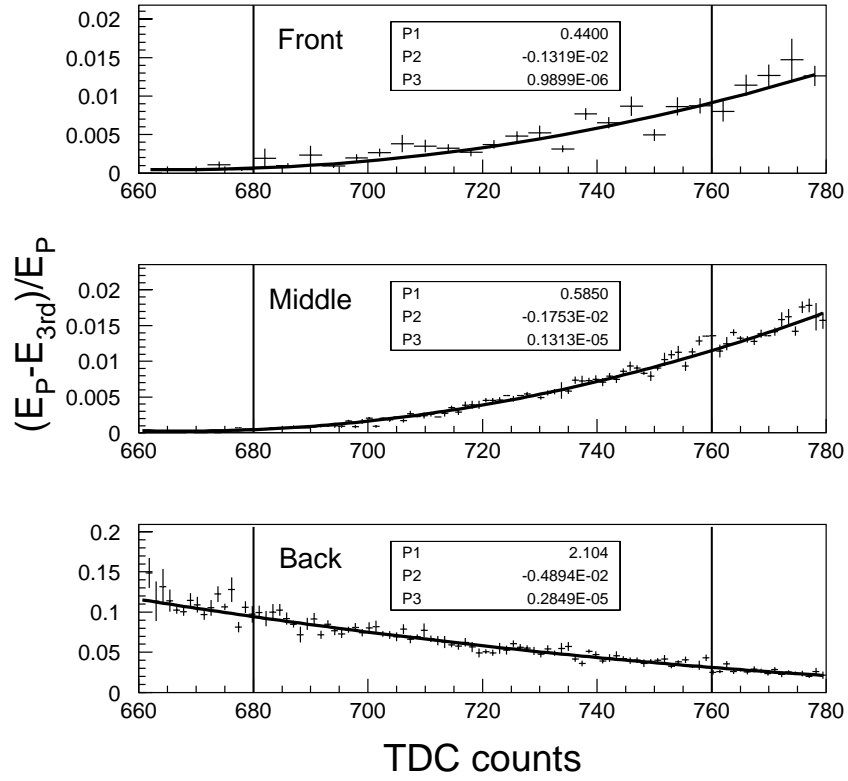 0.02
0.015
0.01
0.005
0
660 680 700 720 740 760 780
Front
P1 0.4400
P2 -0.1319E-02
P3 0.9899E-06
(E_P-E_3rd)/E_P
0.02
0.015
0.01
0.005
0
660 680 700 720 740 760 780
Middle
P1 0.5850
P2 -0.1753E-02
P3 0.1313E-05
0.2
0.15
0.1
0.05
0
660 680 700 720 740 760 780
Back
P1 2.104
P2 -0.4894E-02
P3 0.2849E-05
TDC counts